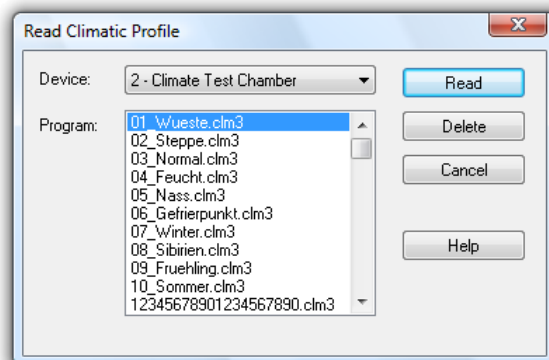 Read Climatic Profile
Device:
2 - Climate Test Chamber
Read
Program:
01_Wueste.clm3
02_Steppe.clm3
03_Normal.clm3
04_Feucht.clm3
05_Nass.clm3
06_Gefrierpunkt.clm3
07_Winter.clm3
08_Sibirien.clm3
09_Fruehling.clm3
10_Sommer.clm3
12345678901234567890.clm3
Delete
Cancel
Help